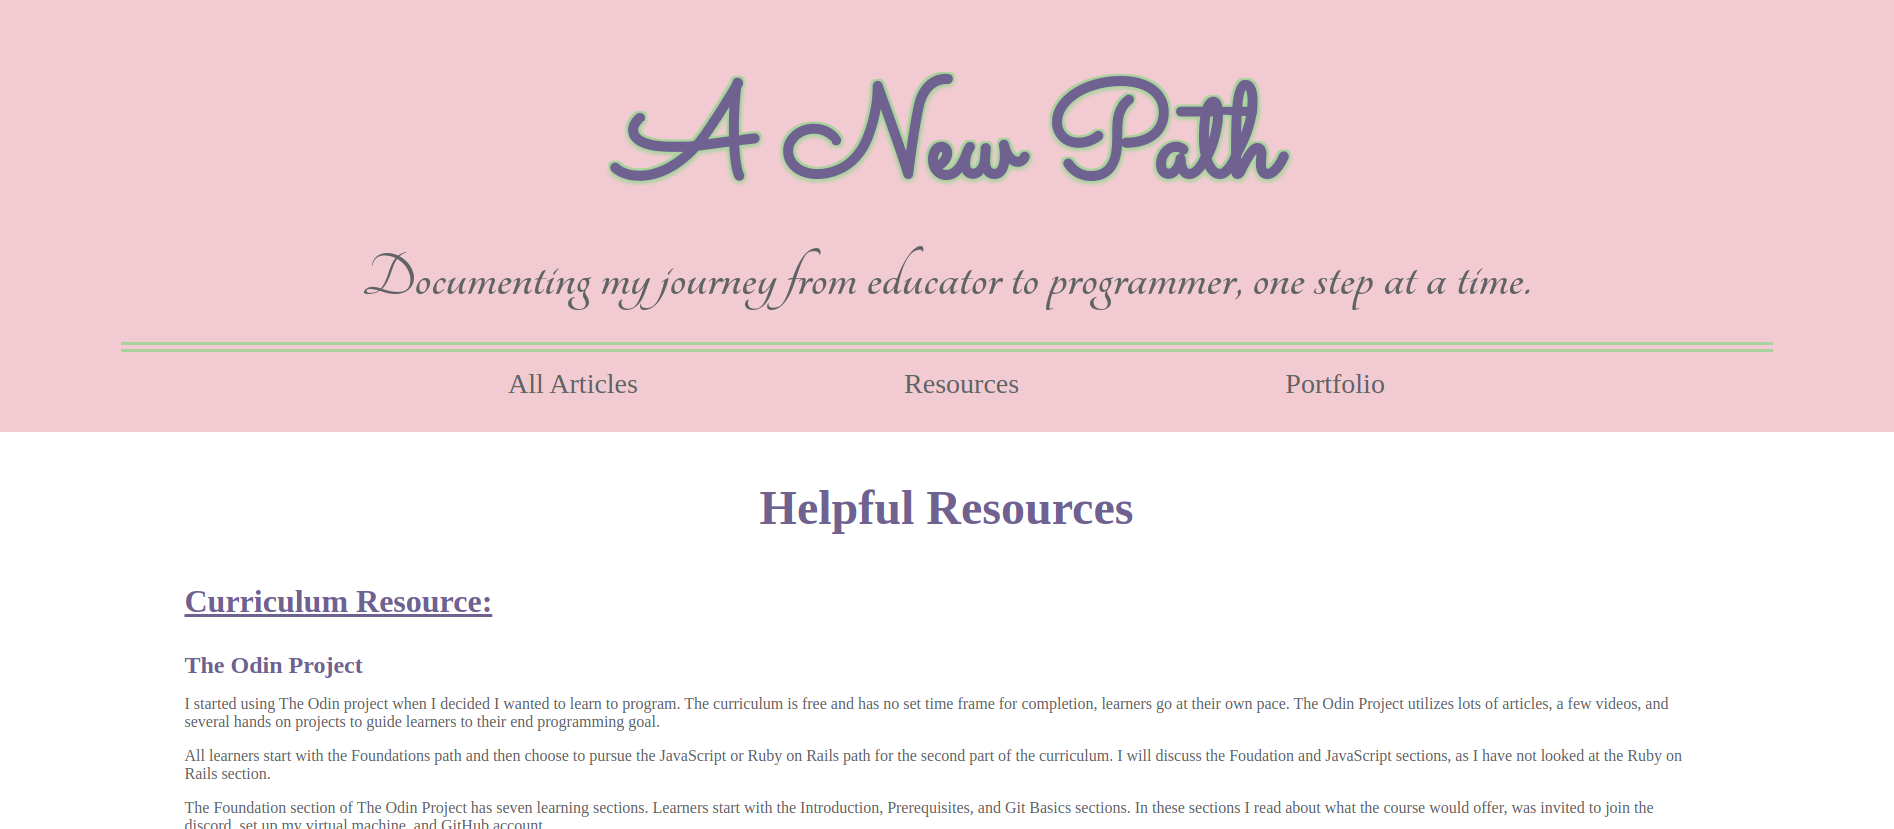 A New Path
Documenting my journey from educator to programmer, one step at a time.
All Articles Resources Portfolio
Helpful Resources
Curriculum Resource:
The Odin Project
I started using The Odin project when I decided I wanted to learn to program. The curriculum is free and has no set time frame for completion, learners go at their own pace. The Odin Project utilizes lots of articles, a few videos, and
several hands on projects to guide learners to their end programming goal.
All learners start with the Foundations path and then choose to pursue the JavaScript or Ruby on Rails path for the second part of the curriculum. I will discuss the Foudation and JavaScript sections, as I have not looked at the Ruby on
Rails section.
The Foundation section of The Odin Project has seven learning sections. Learners start with the Introduction, Prerequisites, and Git Basics sections. In these sections I read about what the course would offer, was invited to join the
discord, set up my virtual machine, and GitHub account.